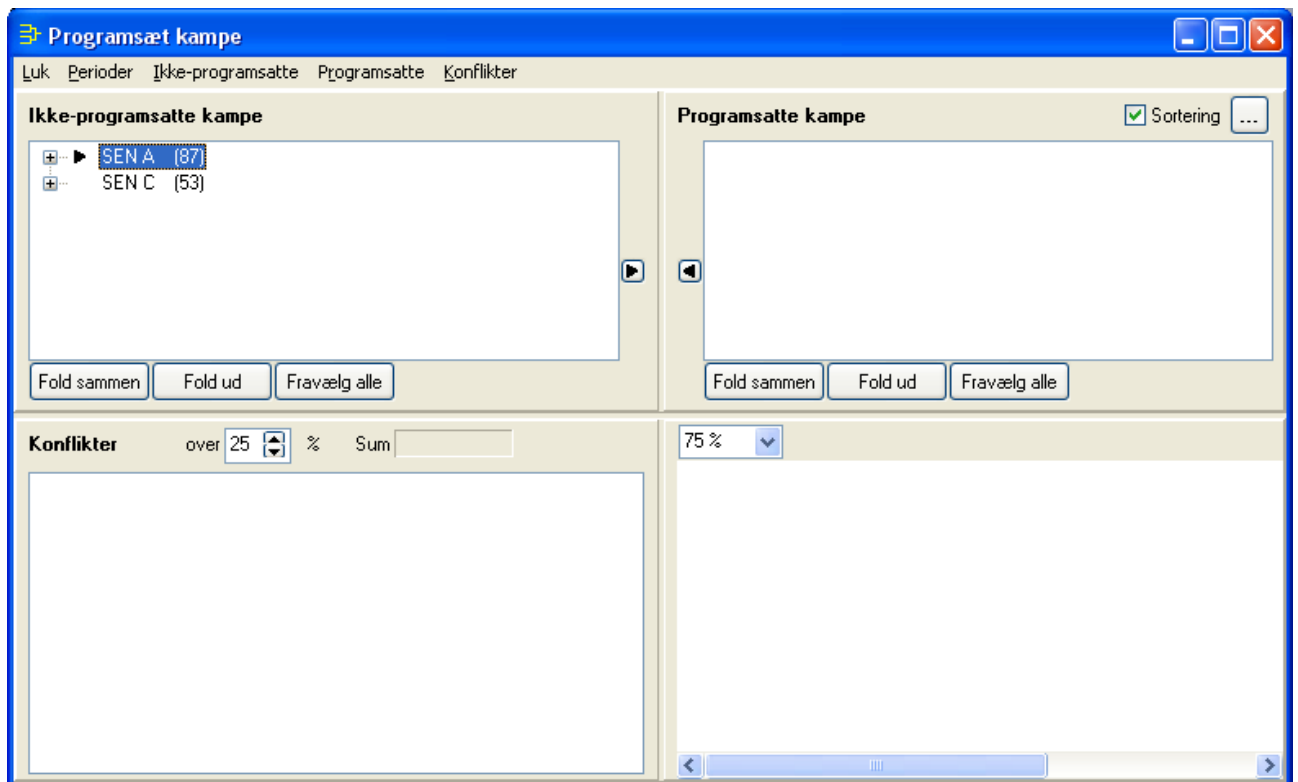 Programsæt kampe
Luk Perioder Ikke-programsatte Programsatte Konflikter
Ikke-programsatte kampe
SEN A (87)
SEN C (53)
Fold sammen Fold ud Fravælg alle
Programsatte kampe Sortering ...
Fold sammen Fold ud Fravælg alle
Konflikter over 25 % Sum
75 %